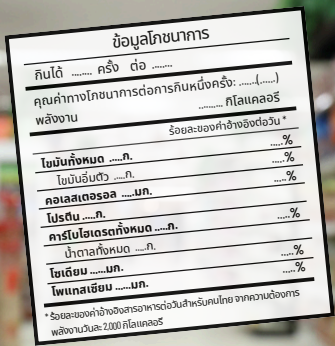 ข้อมูลโภชนาการ
กินได้ ........ ครั้ง ต่อ ........
คุณค่าทางโภชนาการต่อการกินหนึ่งครั้ง: ......(......)
พลังงาน .......... กิโลแคลอรี
ร้อยละของค่าอ้างอิงต่อวัน *
ไขมันทั้งหมด .....ก. .....%
ไขมันอิ่มตัว .....ก. .....%
คอเลสเตอรอล .....มก. .....%
โปรตีน .....ก.
คาร์โบไฮเดรตทั้งหมด.....ก. .....%
น้ำตาลทั้งหมด .....ก.
โซเดียม ......มก. .....%
โพแทสเซียม ......มก. .....%
* ร้อยละของค่าอ้างอิงสารอาหารต่อวันสำหรับคนไทย จากความต้องการ
พลังงานวันละ 2,000 กิโลแคลอรี